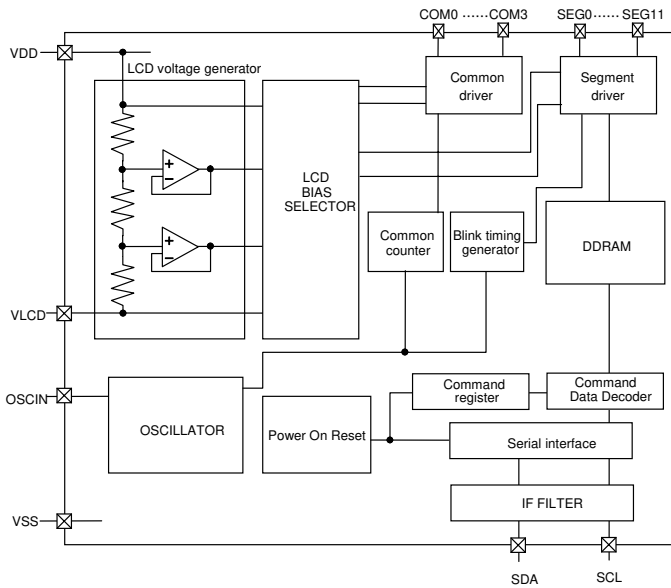 COM0 ······ COM3
SEG0 ······ SEG11
VDD
LCD voltage generator
Common
driver
Segment
driver
+
−
LCD
BIAS
SELECTOR
+
−
Common
counter
Blink timing
generator
DDRAM
VLCD
OSCIN
OSCILLATOR
Power On Reset
Command
register
Command
Data Decoder
Serial interface
IF FILTER
VSS
SDA
SCL